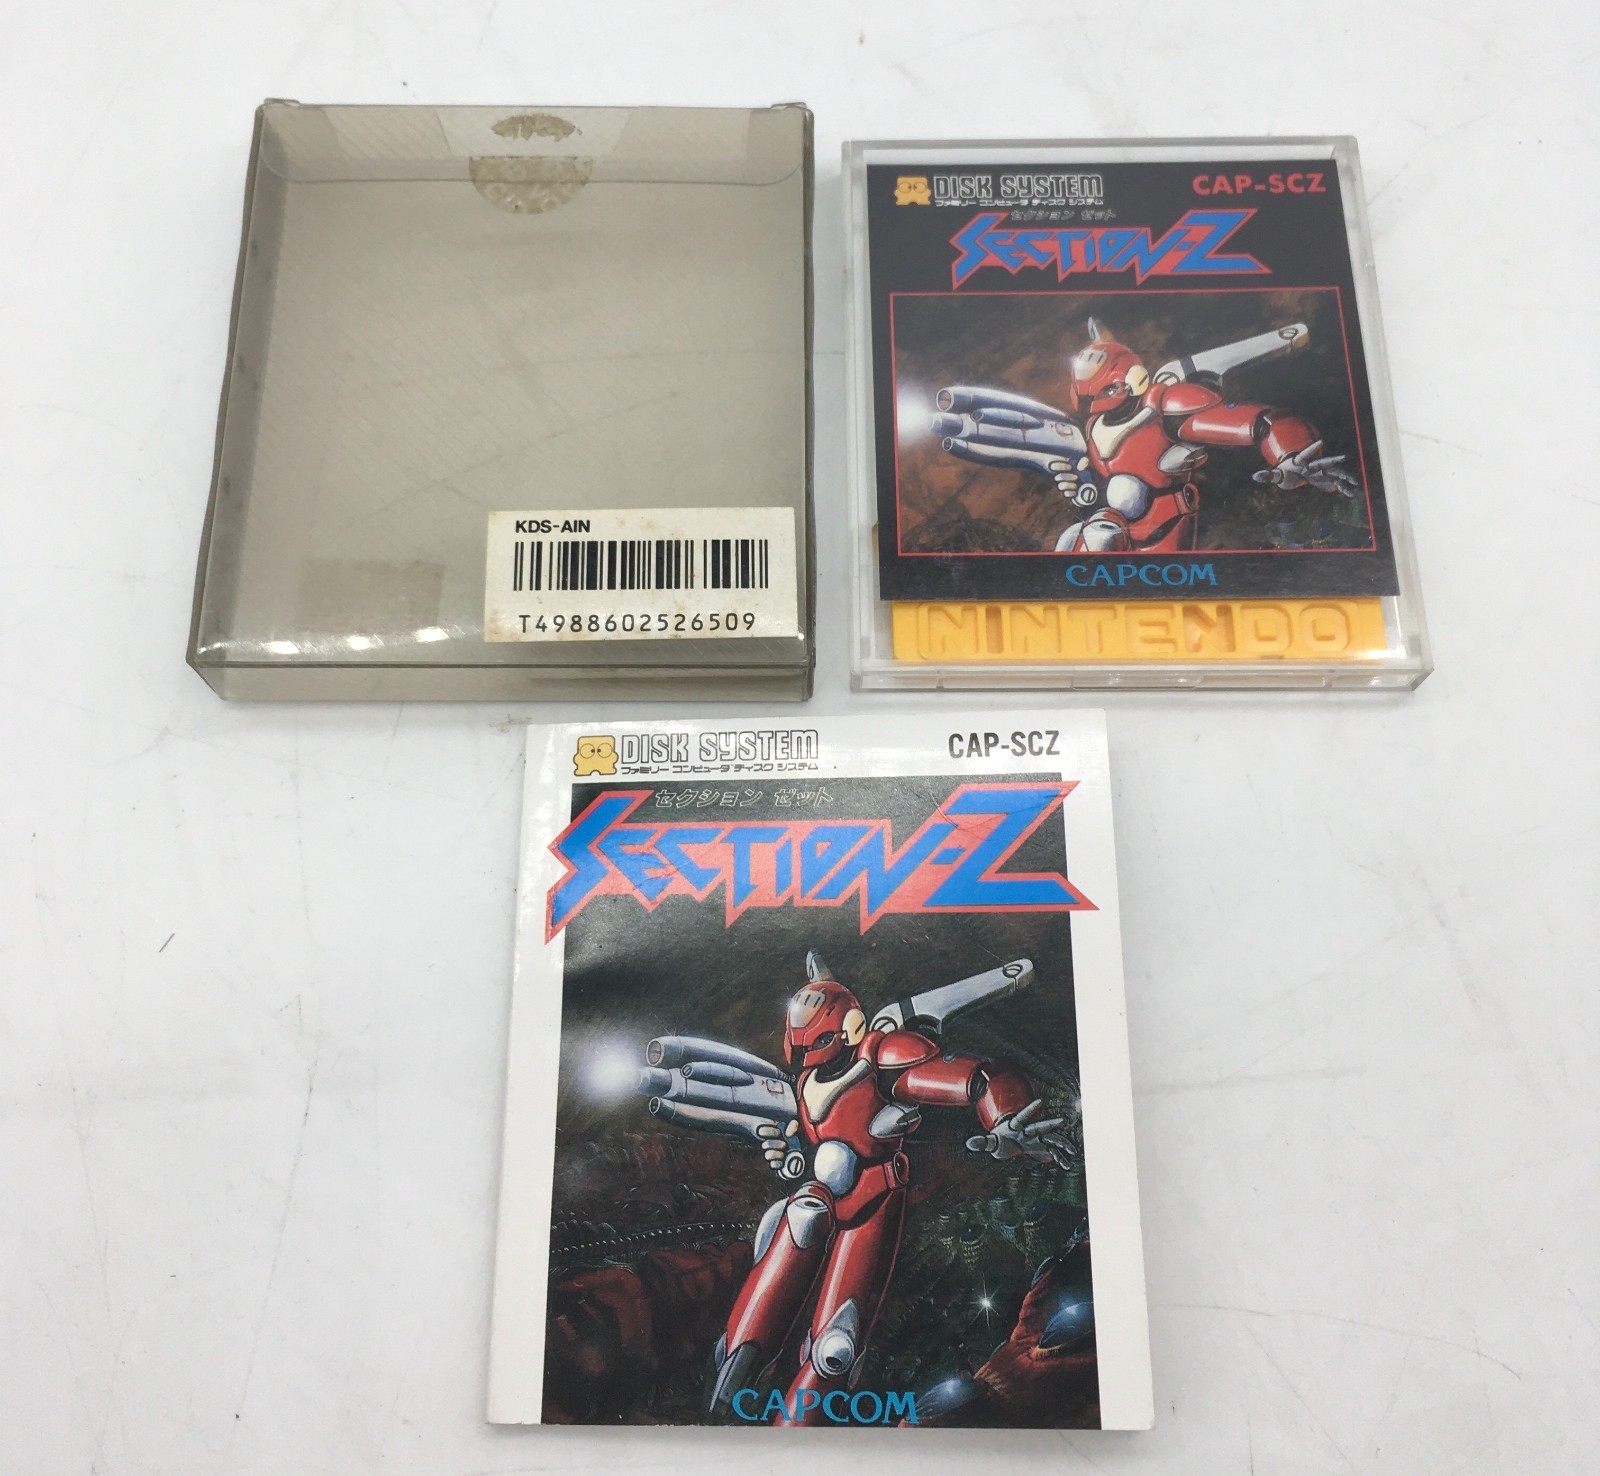 KDS-AIN
T4988602526509
DISK SYSTEM
ファミリー コンピュータ ディスク システム
CAP-SCZ
セクション ゼット
SECTION-Z
CAPCOM
NINTENDO
DISK SYSTEM
ファミリー コンピュータ ディスク システム
CAP-SCZ
セクション ゼット
SECTION-Z
CAPCOM